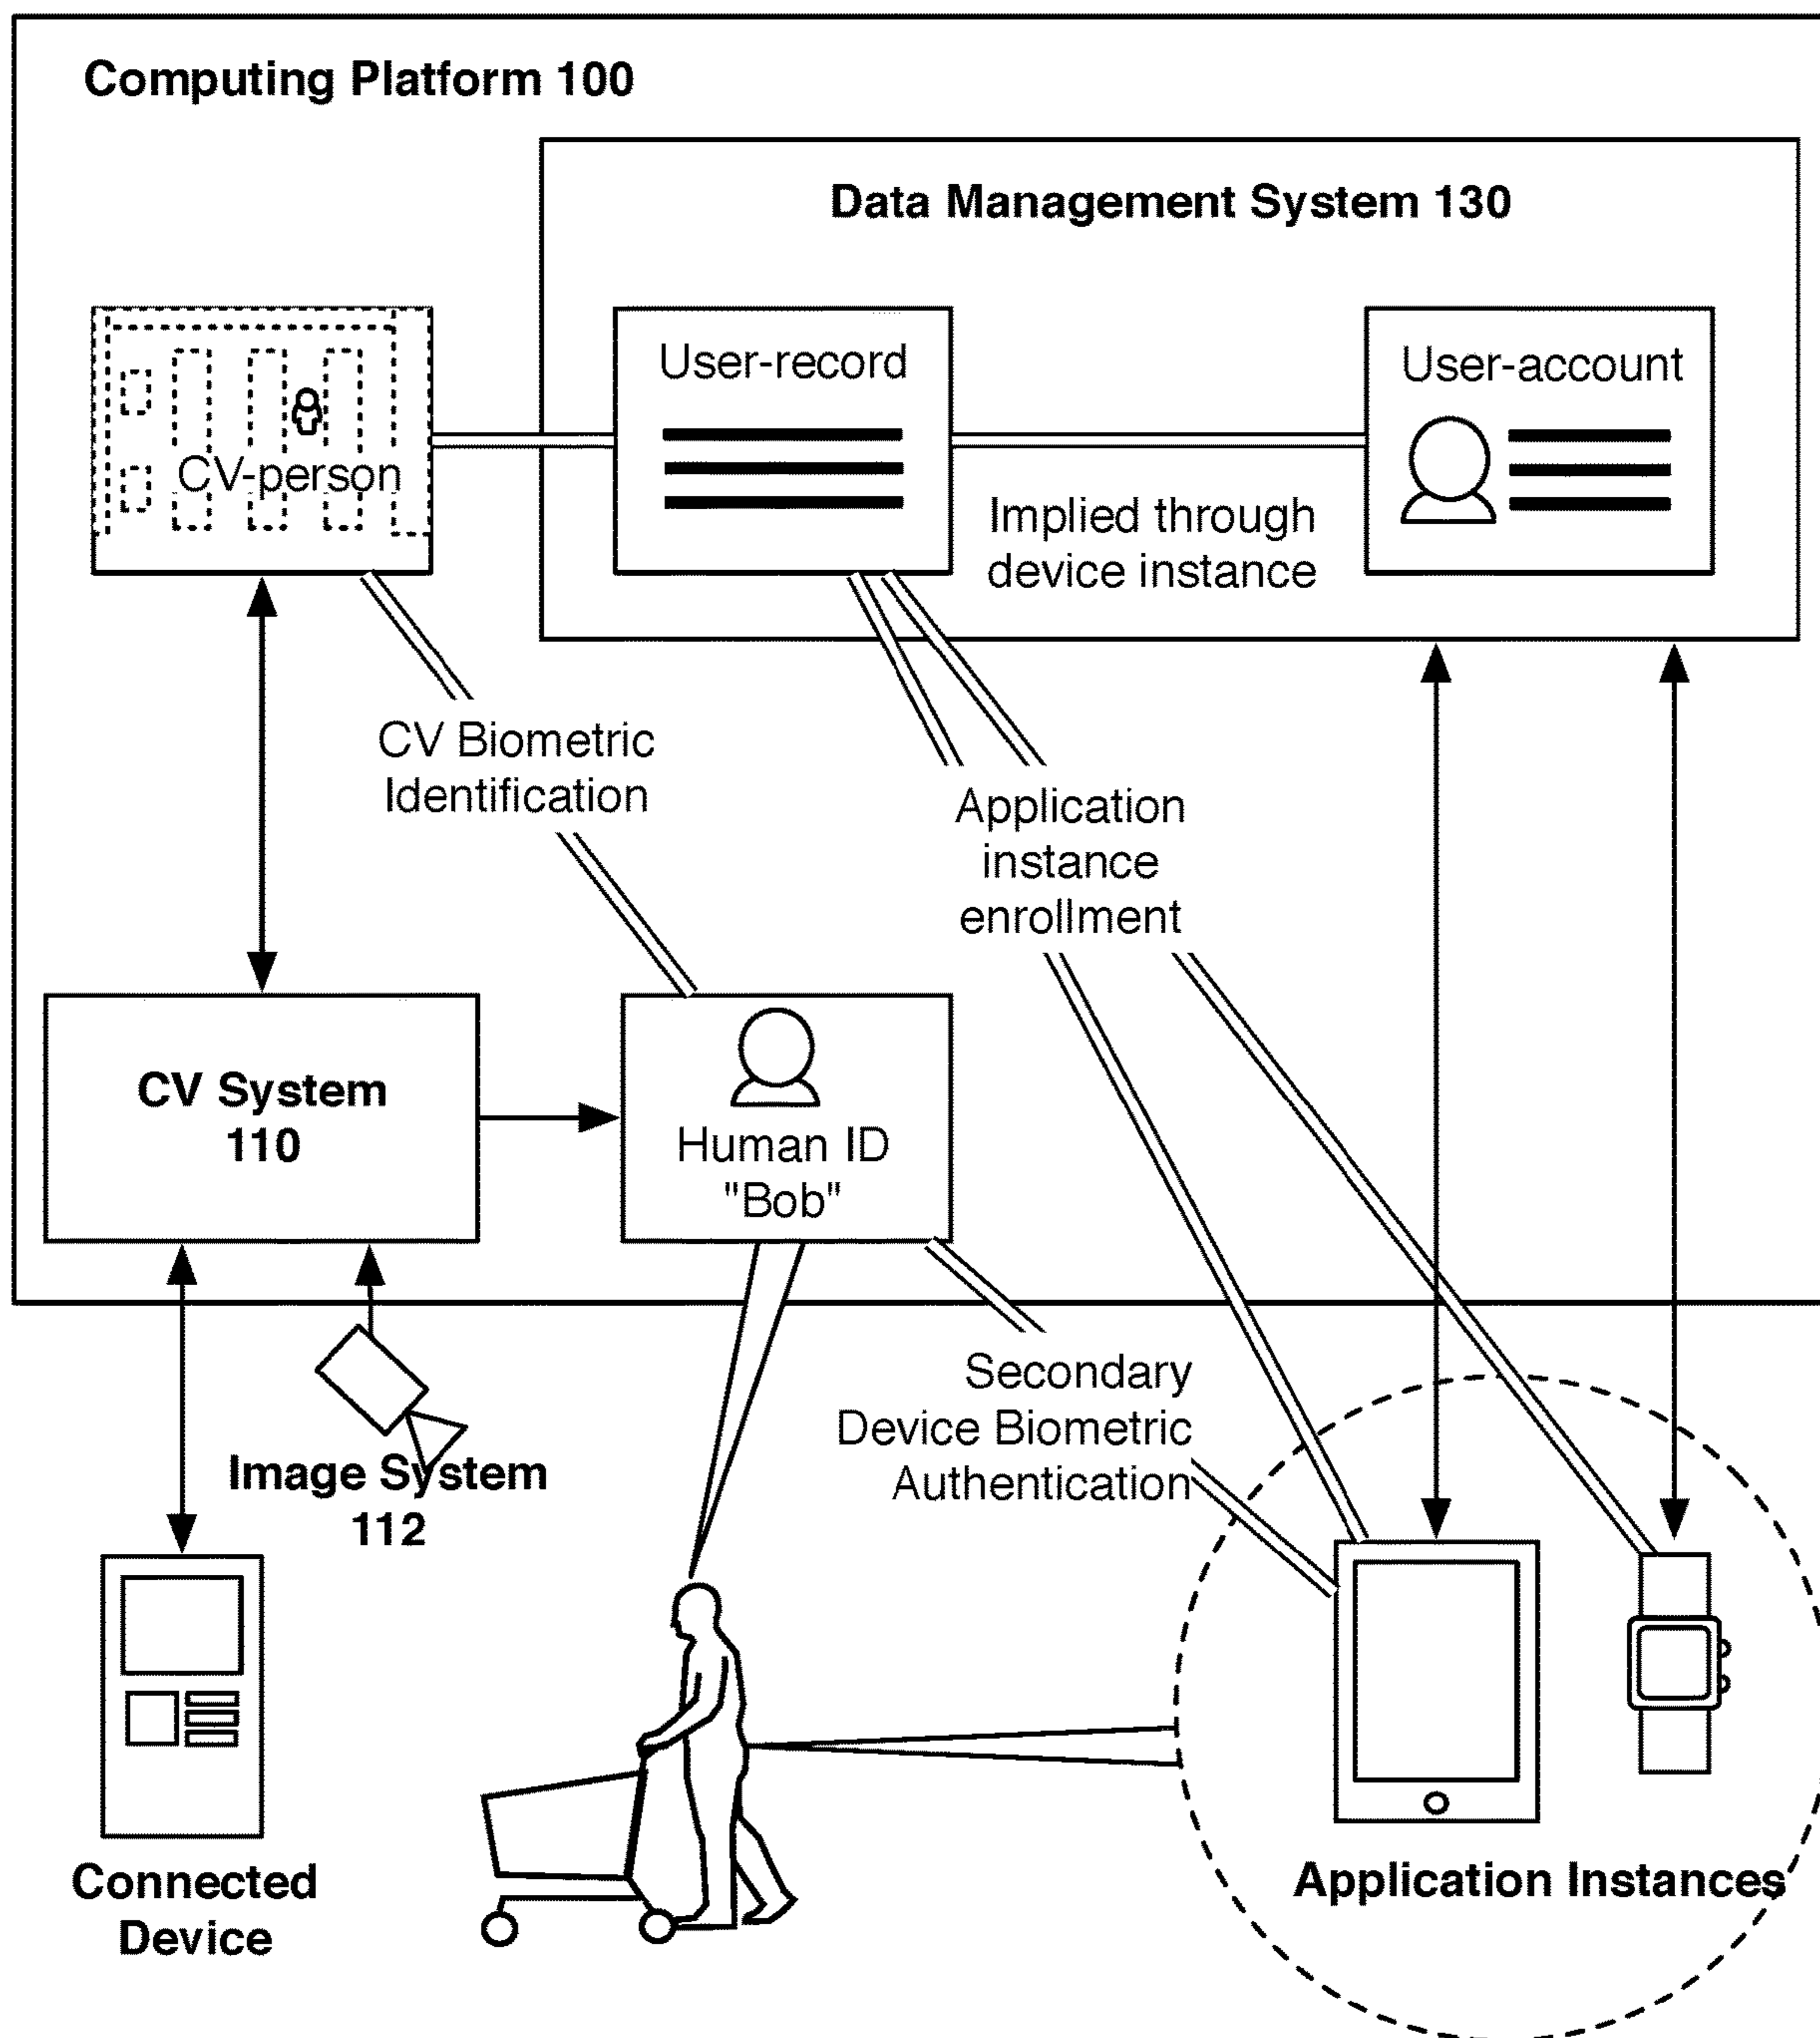 Computing Platform 100
Data Management System 130
CV-person
User-record
User-account
Implied through
device instance
CV Biometric
Identification
Application
instance
enrollment
CV System
110
Human ID
"Bob"
Secondary
Device Biometric
Authentication
Image System
112
Connected
Device
Application Instances